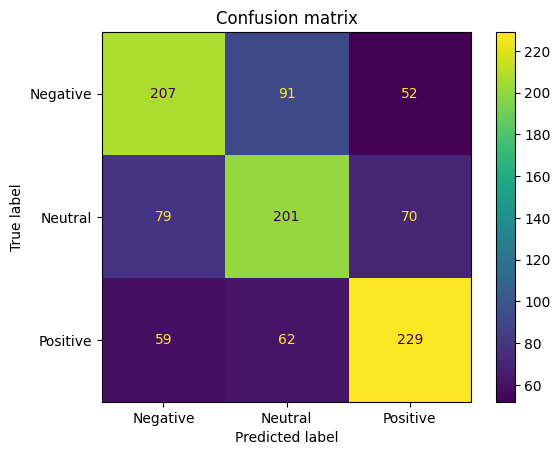 Confusion matrix
Negative 207 91 52
Neutral 79 201 70
Positive 59 62 229
Negative Neutral Positive
Predicted label
True label
220
200
180
160
140
120
100
80
60